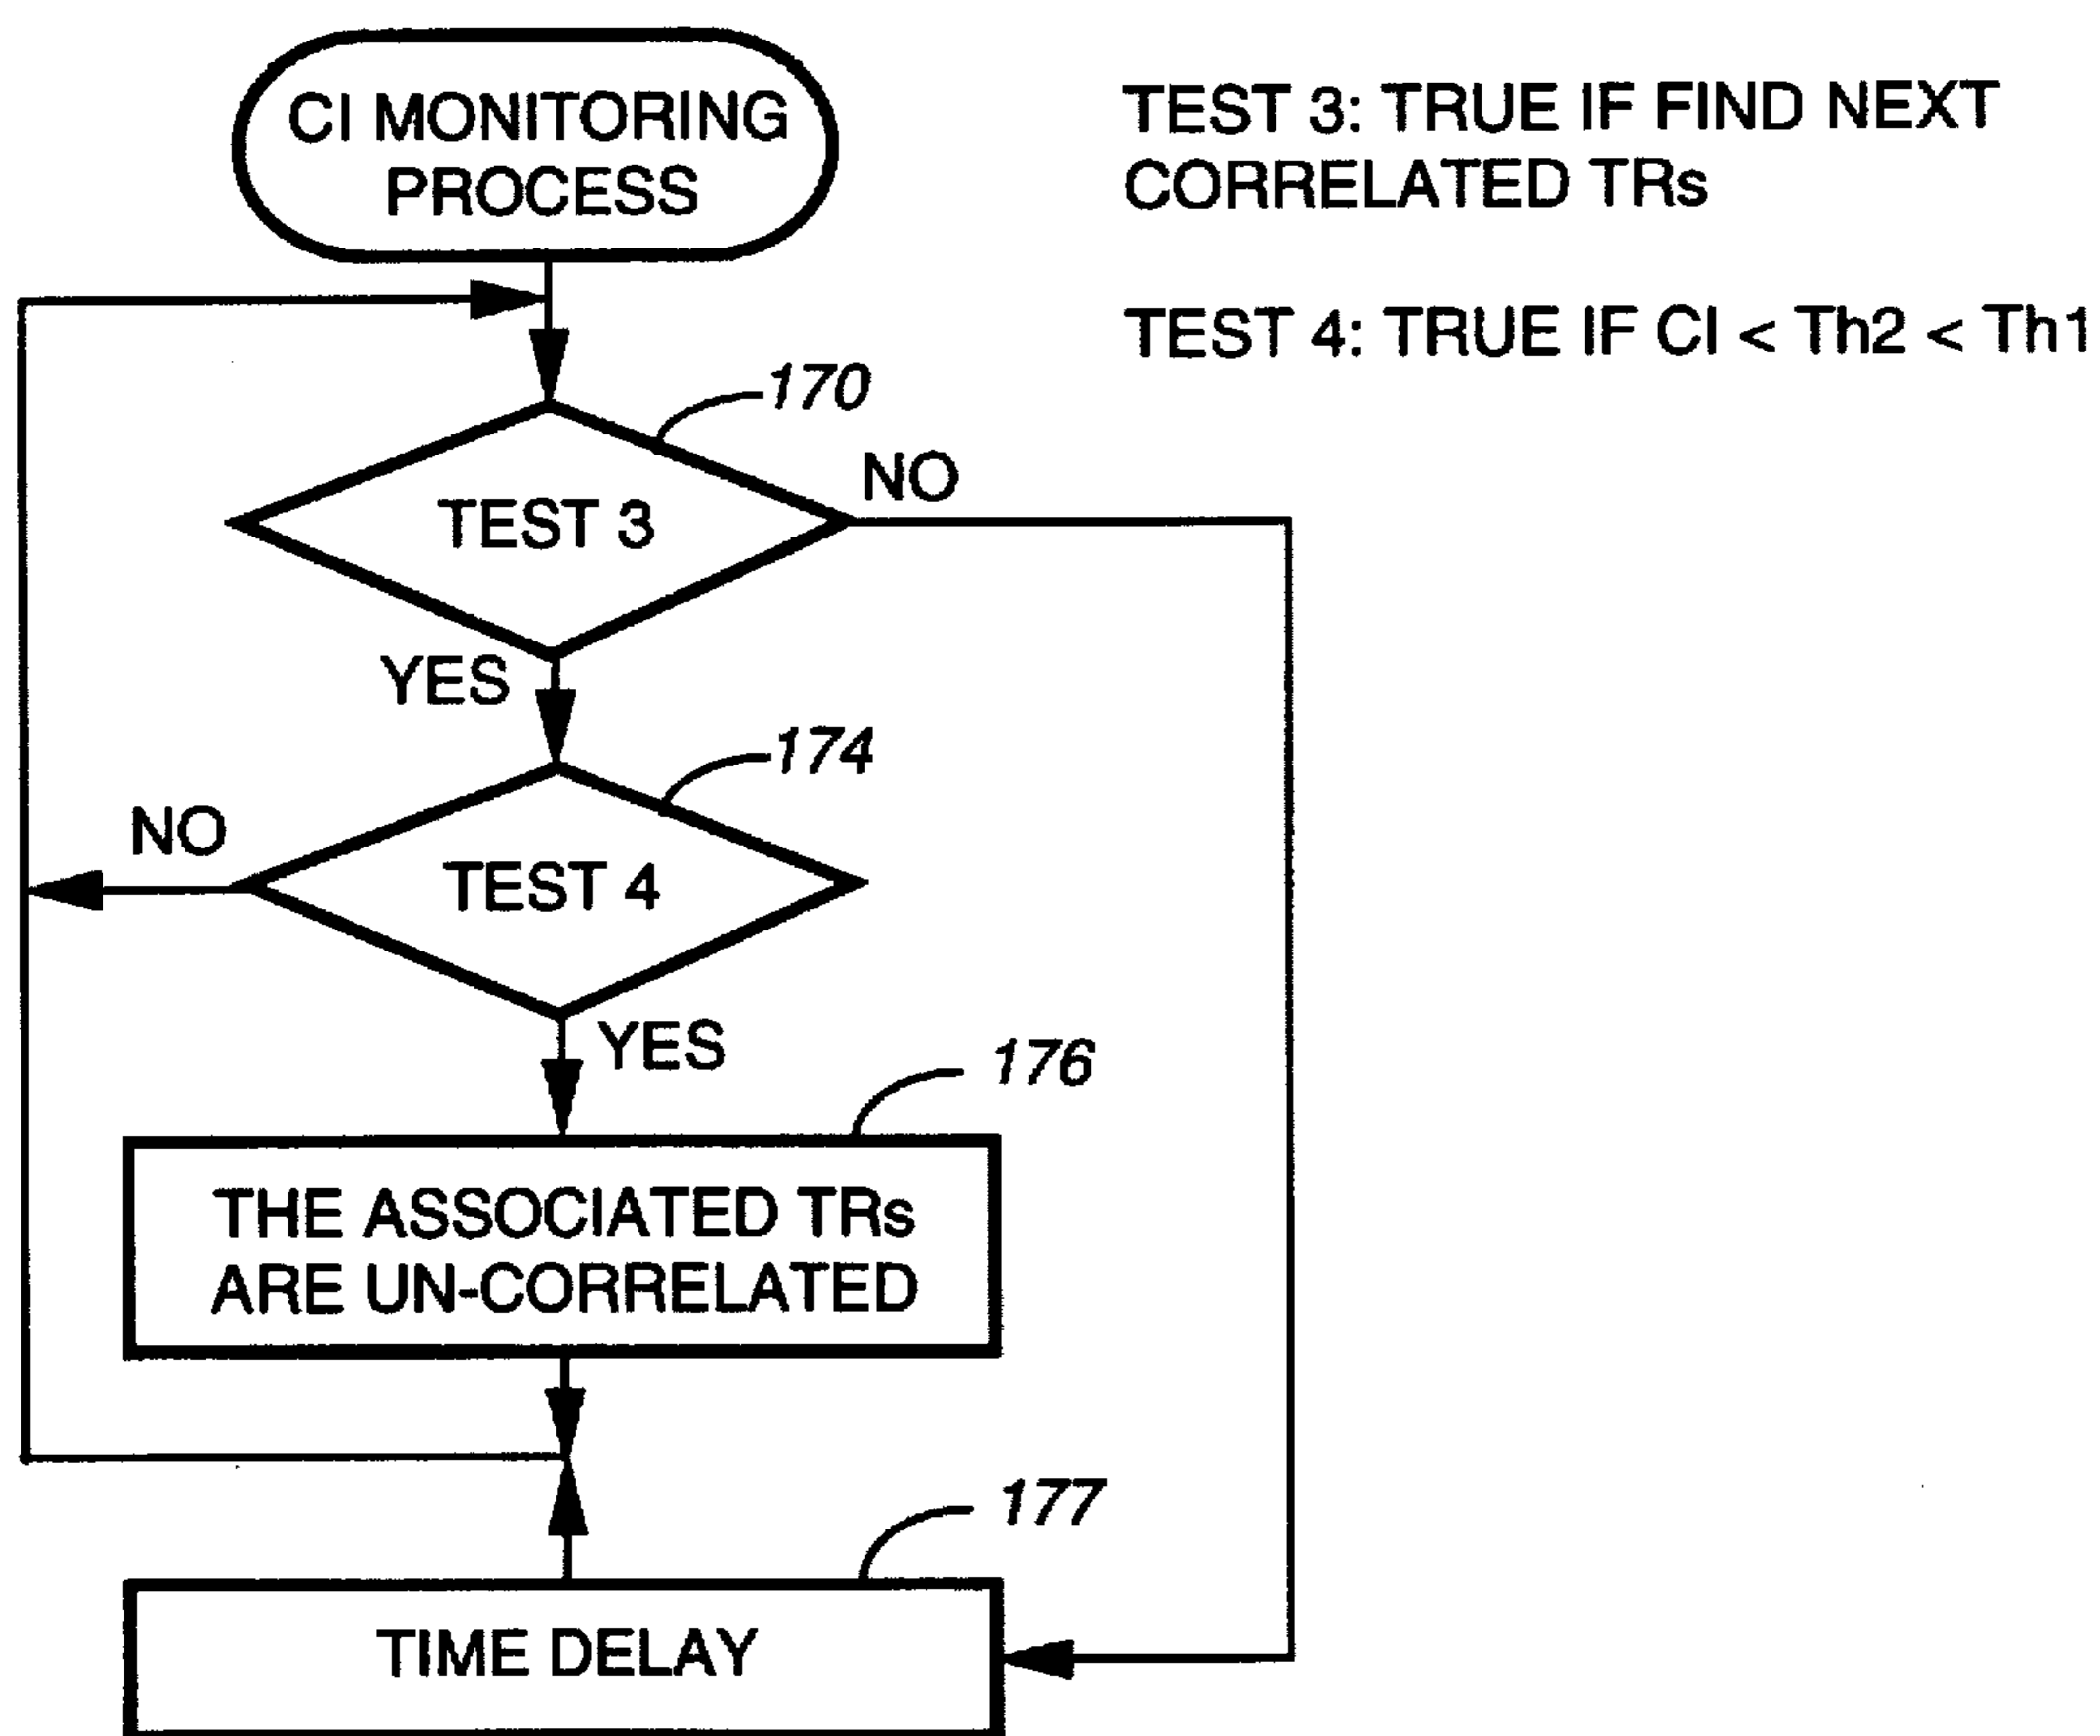 CI MONITORING
PROCESS
TEST 3: TRUE IF FIND NEXT
CORRELATED TRs
TEST 4: TRUE IF CI < Th2 < Th1
170
NO
TEST 3
YES
174
NO
TEST 4
YES
176
THE ASSOCIATED TRs
ARE UN-CORRELATED
177
TIME DELAY